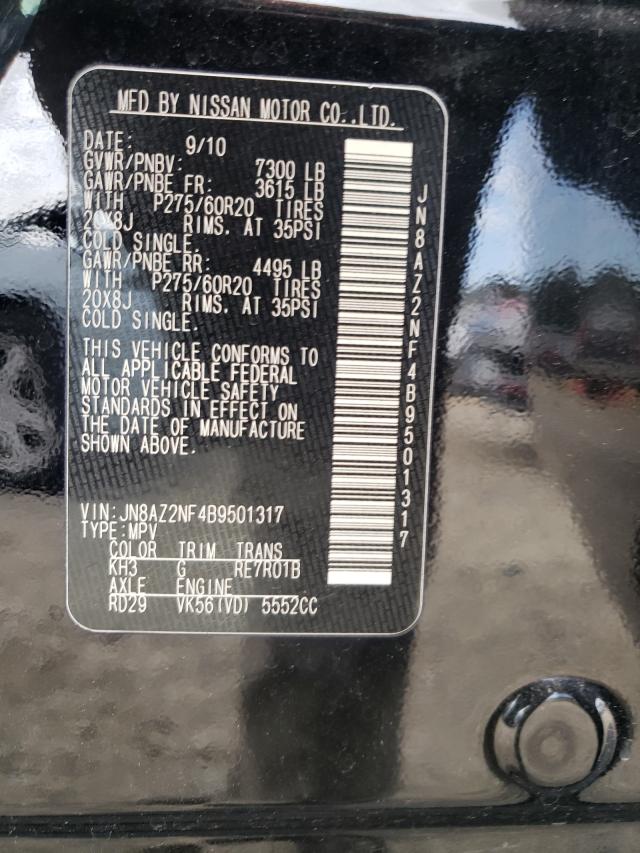 MFD BY NISSAN MOTOR CO.,LTD.
DATE: 9/10
GVWR/PNBV: 7300 LB
GAWR/PNBE FR: 3615 LB
WITH P275/60R20 TIRES
20X8J RIMS. AT 35PSI
COLD SINGLE.
GAWR/PNBE RR: 4495 LB
WITH P275/60R20 TIRES
20X8J RIMS. AT 35PSI
COLD SINGLE.
THIS VEHICLE CONFORMS TO
ALL APPLICABLE FEDERAL
MOTOR VEHICLE SAFETY
STANDARDS IN EFFECT ON
THE DATE OF MANUFACTURE
SHOWN ABOVE.
VIN:JN8AZ2NF4B9501317
TYPE:MPV
COLOR TRIM TRANS
KH3 G RE7R01B
AXLE ENGINE
RD29 VK56(VD) 5552CC
JN8AZ2NF4B9501317